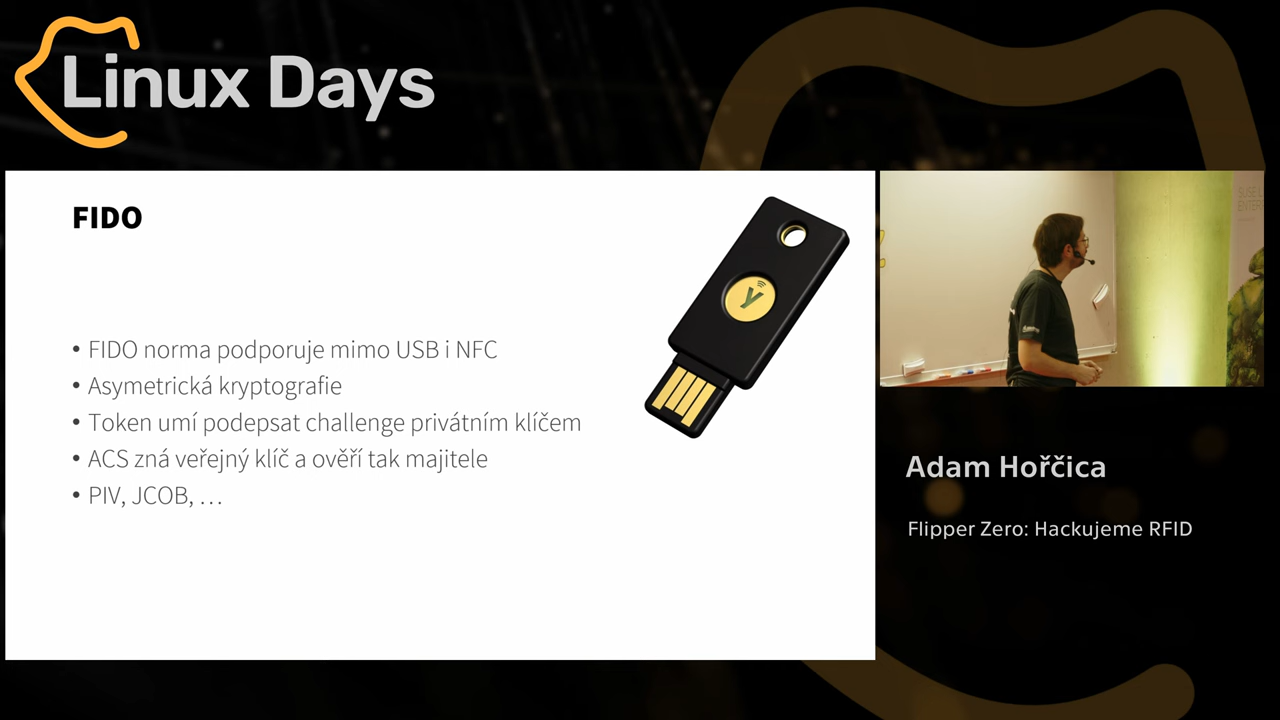 Linux Days
FIDO
• FIDO norma podporuje mimo USB i NFC
• Asymetrická kryptografie
• Token umí podepsat challenge privátním klíčem
• ACS zná veřejný klíč a ověří tak majitele
• PIV, JCOB, …
y
Adam Hořčica
Flipper Zero: Hackujeme RFID